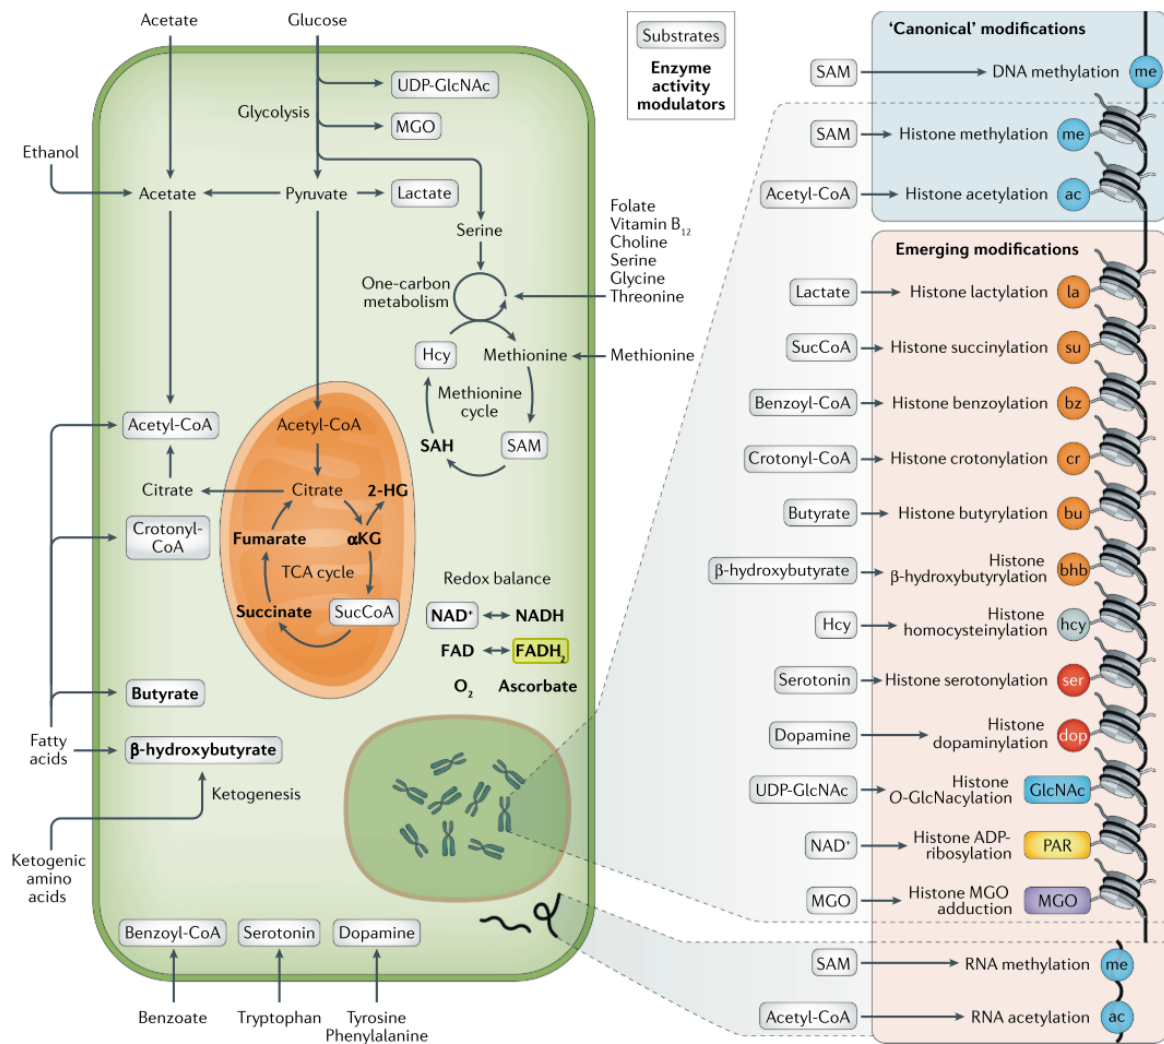 Acetate
Glucose
UDP-GlcNAc
Glycolysis
MGO
Ethanol
Acetate
Pyruvate
Lactate
Serine
Folate
Vitamin B₁₂
Choline
Serine
Glycine
Threonine
One-carbon
metabolism
Hcy
Methionine
Methionine
Methionine
cycle
SAH
SAM
Acetyl-CoA
Acetyl-CoA
Citrate
Citrate
2-HG
Crotonyl-
CoA
Fumarate
αKG
TCA cycle
Succinate
SucCoA
Redox balance
NAD⁺
NADH
FAD
FADH₂
O₂
Ascorbate
Butyrate
Fatty
acids
β-hydroxybutyrate
Ketogenesis
Ketogenic
amino
acids
Benzoyl-CoA
Serotonin
Dopamine
Benzoate
Tryptophan
Tyrosine
Phenylalanine
Substrates
Enzyme
activity
modulators
'Canonical' modifications
SAM
DNA methylation
me
SAM
Histone methylation
me
Acetyl-CoA
Histone acetylation
ac
Emerging modifications
Lactate
Histone lactylation
la
SucCoA
Histone succinylation
su
Benzoyl-CoA
Histone benzoylation
bz
Crotonyl-CoA
Histone crotonylation
cr
Butyrate
Histone butyrylation
bu
β-hydroxybutyrate
Histone
β-hydroxybutyrylation
bhb
Hcy
Histone
homocysteinylation
hcy
Serotonin
Histone serotonylation
ser
Dopamine
Histone
dopaminylation
dop
UDP-GlcNAc
Histone
O-GlcNacylation
GlcNAc
NAD⁺
Histone ADP-
ribosylation
PAR
MGO
Histone MGO
adduction
MGO
SAM
RNA methylation
me
Acetyl-CoA
RNA acetylation
ac